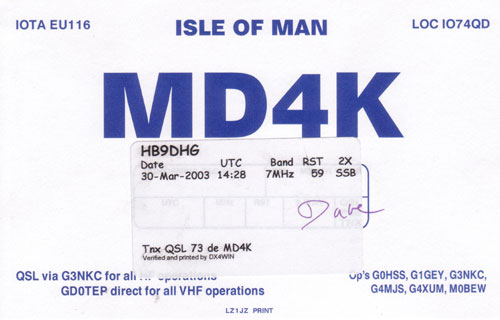 IOTA EU116 ISLE OF MAN LOC IO74QD
MD4K
HB9DHG
Date UTC Band RST 2X
30-Mar-2003 14:28 7MHz 59 SSB
Dave
Tnx QSL 73 de MD4K
Verified and printed by DX4WIN
QSL via G3NKC for all HF operations Op's G0HSS, G1GEY, G3NKC,
GD0TEP direct for all VHF operations G4MJS, G4XUM, M0BEW
LZ1JZ PRINT